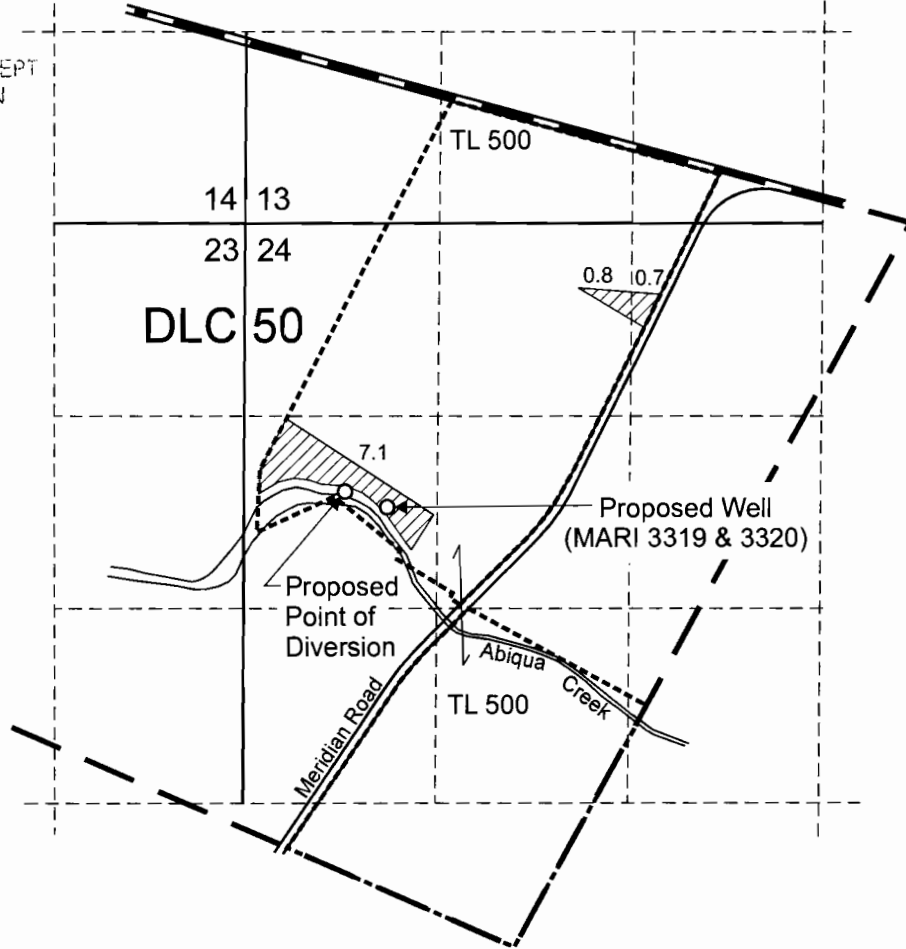 EPT
TL 500
14 13
23 24
0.8 0.7
DLC 50
7.1
Proposed Well
(MARI 3319 & 3320)
Proposed
Point of
Diversion
Abiqua
Creek
Meridian Road
TL 500